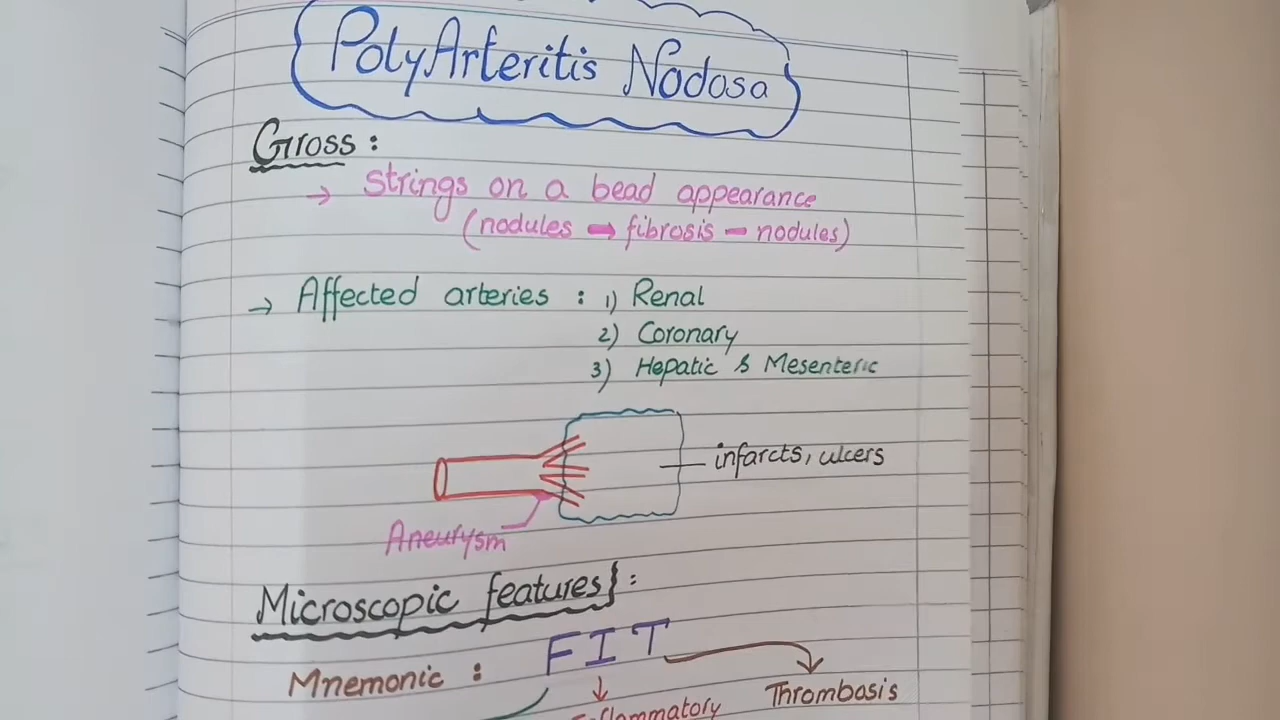 PolyArteritis Nodosa
Gross :
→ Strings on a bead appearance
(nodules → fibrosis - nodules)
→ Affected arteries : 1) Renal
2) Coronary
3) Hepatic & Mesenteric
infarcts, ulcers
Aneurysm
Microscopic features} :
Mnemonic : FIT
Thrombosis
Inflammatory